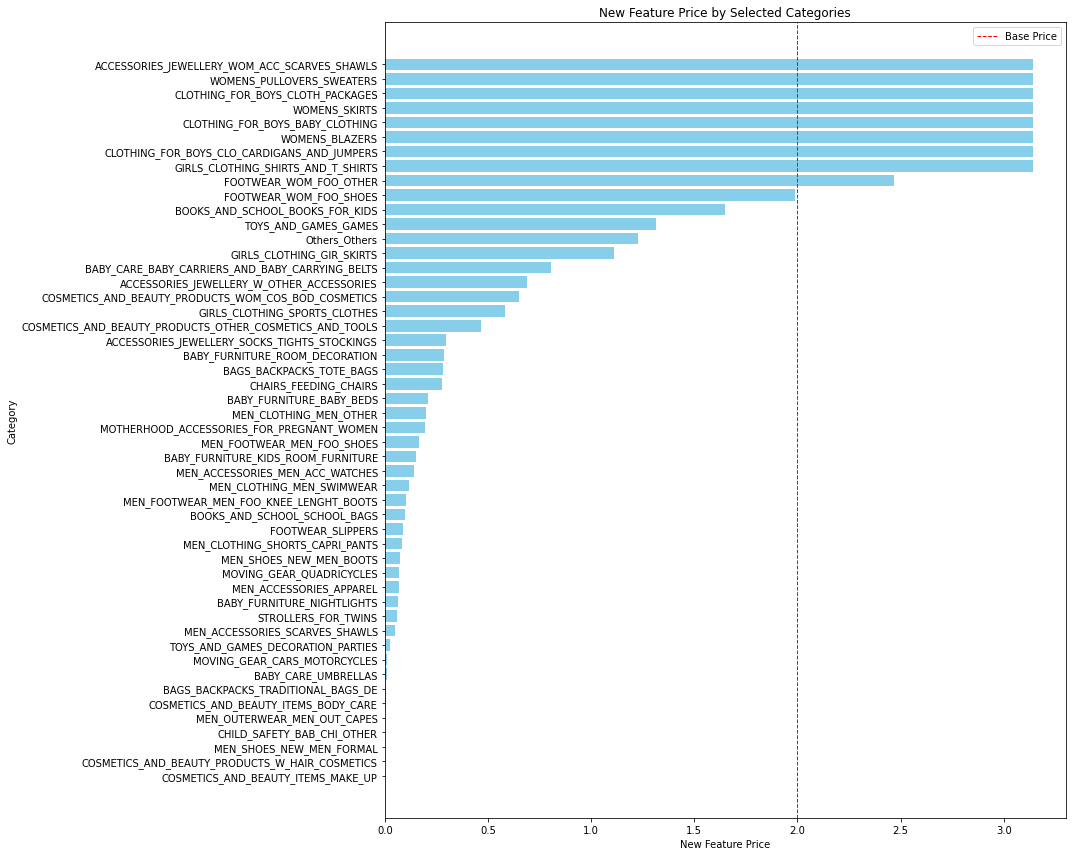 New Feature Price by Selected Categories
Base Price
ACCESSORIES_JEWELLERY_WOM_ACC_SCARVES_SHAWLS
WOMENS_PULLOVERS_SWEATERS
CLOTHING_FOR_BOYS_CLOTH_PACKAGES
WOMENS_SKIRTS
CLOTHING_FOR_BOYS_BABY_CLOTHING
WOMENS_BLAZERS
CLOTHING_FOR_BOYS_CLO_CARDIGANS_AND_JUMPERS
GIRLS_CLOTHING_SHIRTS_AND_T_SHIRTS
FOOTWEAR_WOM_FOO_OTHER
FOOTWEAR_WOM_FOO_SHOES
BOOKS_AND_SCHOOL_BOOKS_FOR_KIDS
TOYS_AND_GAMES_GAMES
Others_Others
GIRLS_CLOTHING_GIR_SKIRTS
BABY_CARE_BABY_CARRIERS_AND_BABY_CARRYING_BELTS
ACCESSORIES_JEWELLERY_W_OTHER_ACCESSORIES
COSMETICS_AND_BEAUTY_PRODUCTS_WOM_COS_BOD_COSMETICS
GIRLS_CLOTHING_SPORTS_CLOTHES
COSMETICS_AND_BEAUTY_PRODUCTS_OTHER_COSMETICS_AND_TOOLS
ACCESSORIES_JEWELLERY_SOCKS_TIGHTS_STOCKINGS
BABY_FURNITURE_ROOM_DECORATION
BAGS_BACKPACKS_TOTE_BAGS
CHAIRS_FEEDING_CHAIRS
BABY_FURNITURE_BABY_BEDS
MEN_CLOTHING_MEN_OTHER
MOTHERHOOD_ACCESSORIES_FOR_PREGNANT_WOMEN
MEN_FOOTWEAR_MEN_FOO_SHOES
BABY_FURNITURE_KIDS_ROOM_FURNITURE
MEN_ACCESSORIES_MEN_ACC_WATCHES
MEN_CLOTHING_MEN_SWIMWEAR
MEN_FOOTWEAR_MEN_FOO_KNEE_LENGHT_BOOTS
BOOKS_AND_SCHOOL_SCHOOL_BAGS
FOOTWEAR_SLIPPERS
MEN_CLOTHING_SHORTS_CAPRI_PANTS
MEN_SHOES_NEW_MEN_BOOTS
MOVING_GEAR_QUADRICYCLES
MEN_ACCESSORIES_APPAREL
BABY_FURNITURE_NIGHTLIGHTS
STROLLERS_FOR_TWINS
MEN_ACCESSORIES_SCARVES_SHAWLS
TOYS_AND_GAMES_DECORATION_PARTIES
MOVING_GEAR_CARS_MOTORCYCLES
BABY_CARE_UMBRELLAS
BAGS_BACKPACKS_TRADITIONAL_BAGS_DE
COSMETICS_AND_BEAUTY_ITEMS_BODY_CARE
MEN_OUTERWEAR_MEN_OUT_CAPES
CHILD_SAFETY_BAB_CHI_OTHER
MEN_SHOES_NEW_MEN_FORMAL
COSMETICS_AND_BEAUTY_PRODUCTS_W_HAIR_COSMETICS
COSMETICS_AND_BEAUTY_ITEMS_MAKE_UP
Category
0.0 0.5 1.0 1.5 2.0 2.5 3.0
New Feature Price